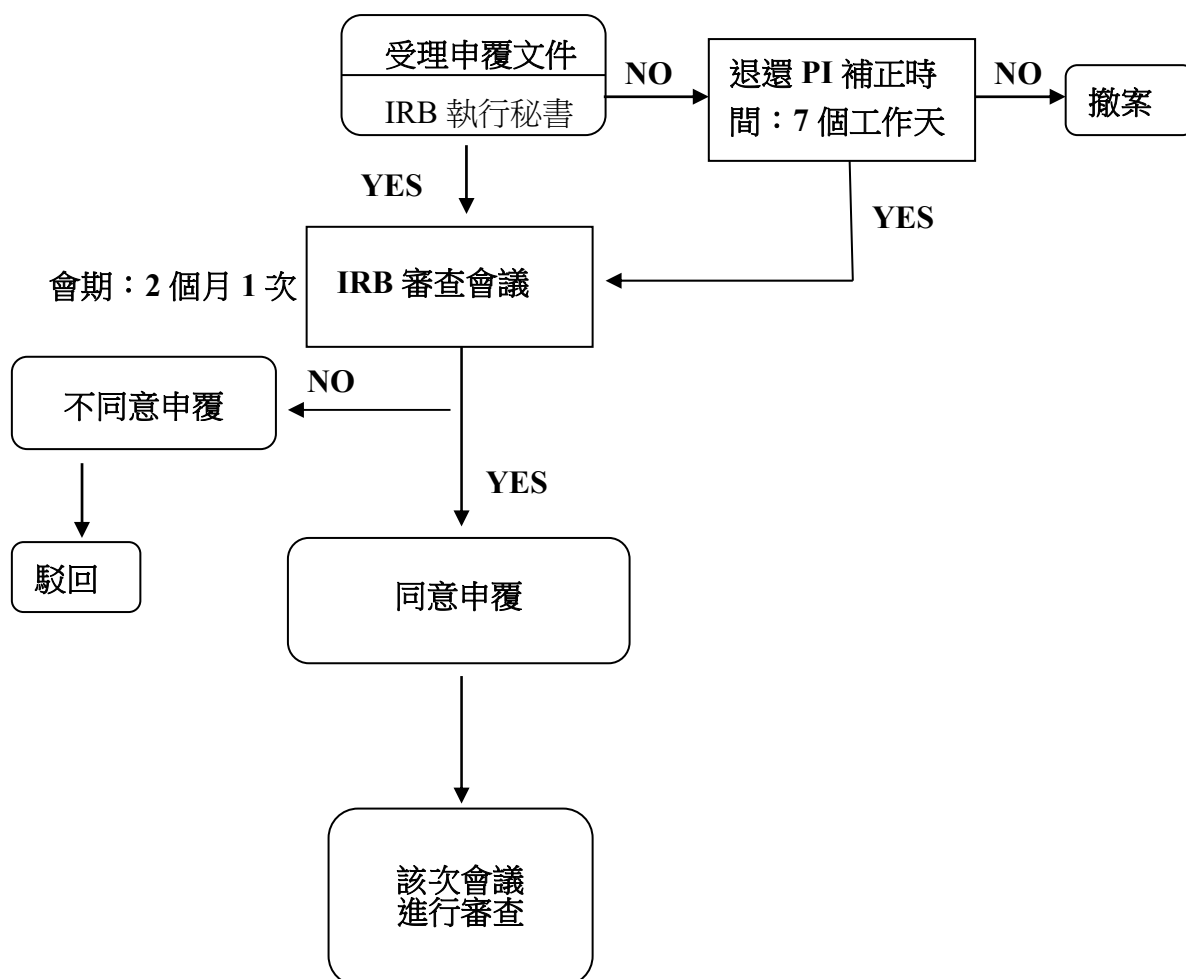 受理申覆文件
IRB 執行秘書
NO
退還 PI 補正時
間：7 個工作天
NO
撤案
YES
YES
會期：2 個月 1 次
IRB 審查會議
NO
不同意申覆
YES
駁回
同意申覆
該次會議
進行審查